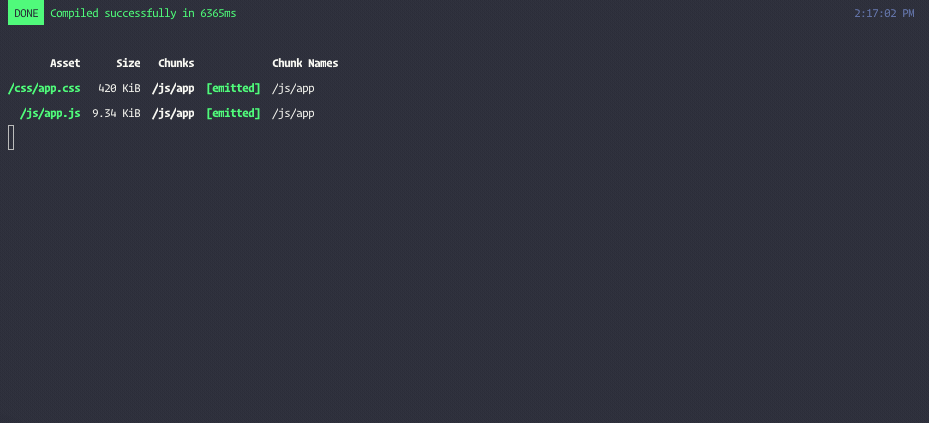 DONE Compiled successfully in 6365ms 2:17:02 PM
Asset Size Chunks Chunk Names
/css/app.css 420 KiB /js/app [emitted] /js/app
/js/app.js 9.34 KiB /js/app [emitted] /js/app